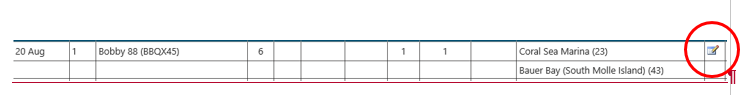 20 Aug 1 Bobby 88 (BBQX45) 6 1 1 Coral Sea Marina (23)
Bauer Bay (South Molle Island) (43)